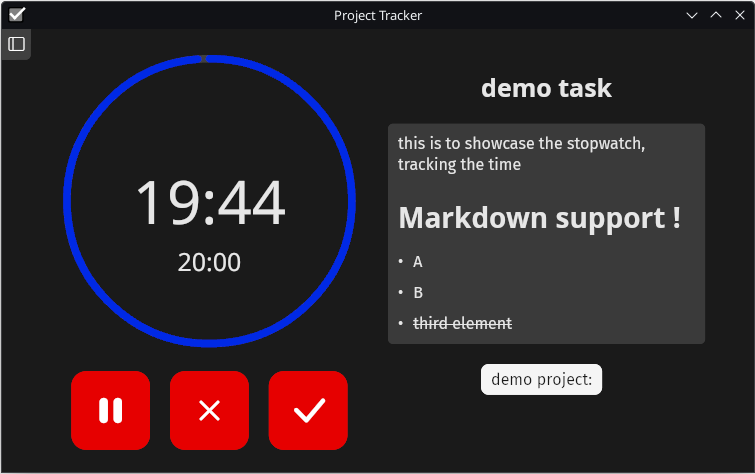 Project Tracker
19:44
20:00
demo task
this is to showcase the stopwatch,
tracking the time
Markdown support !
• A
• B
• third element
demo project: